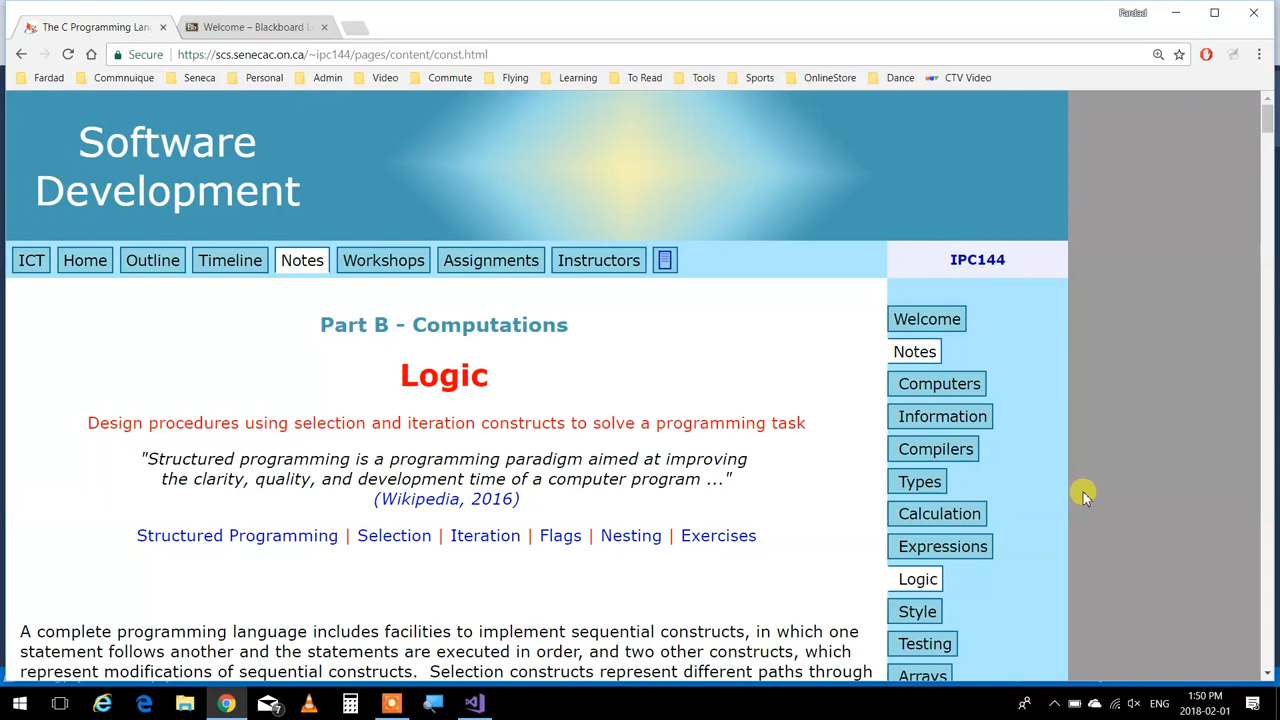 Fardad
The C Programming Lan
Welcome – Blackboard L
Secure
https://scs.senecac.on.ca/~ipc144/pages/content/const.html
Fardad Commnuique Seneca Personal Admin Video Commute Flying Learning To Read Tools Sports OnlineStore Dance CTV Video
Software
Development
ICT Home Outline Timeline Notes Workshops Assignments Instructors
IPC144
Part B - Computations
Logic
Design procedures using selection and iteration constructs to solve a programming task
"Structured programming is a programming paradigm aimed at improving
the clarity, quality, and development time of a computer program ..."
(Wikipedia, 2016)
Structured Programming | Selection | Iteration | Flags | Nesting | Exercises
A complete programming language includes facilities to implement sequential constructs, in which one
statement follows another and the statements are executed in order, and two other constructs, which
represent modifications of sequential constructs.  Selection constructs represent different paths through
Welcome
Notes
Computers
Information
Compilers
Types
Calculation
Expressions
Logic
Style
Testing
Arrays
7
ENG
1:50 PM
2018-02-01